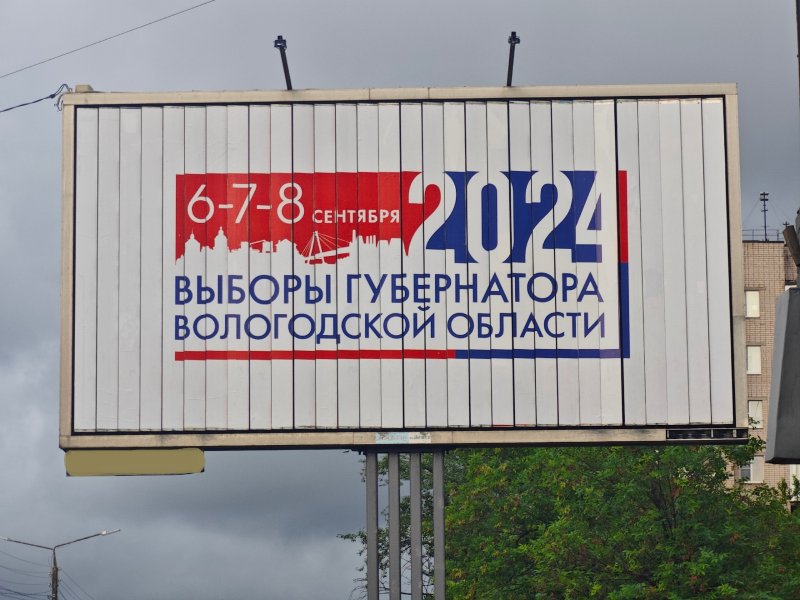 6-7-8 СЕНТЯБРЯ 2024
ВЫБОРЫ ГУБЕРНАТОРА
ВОЛОГОДСКОЙ ОБЛАСТИ